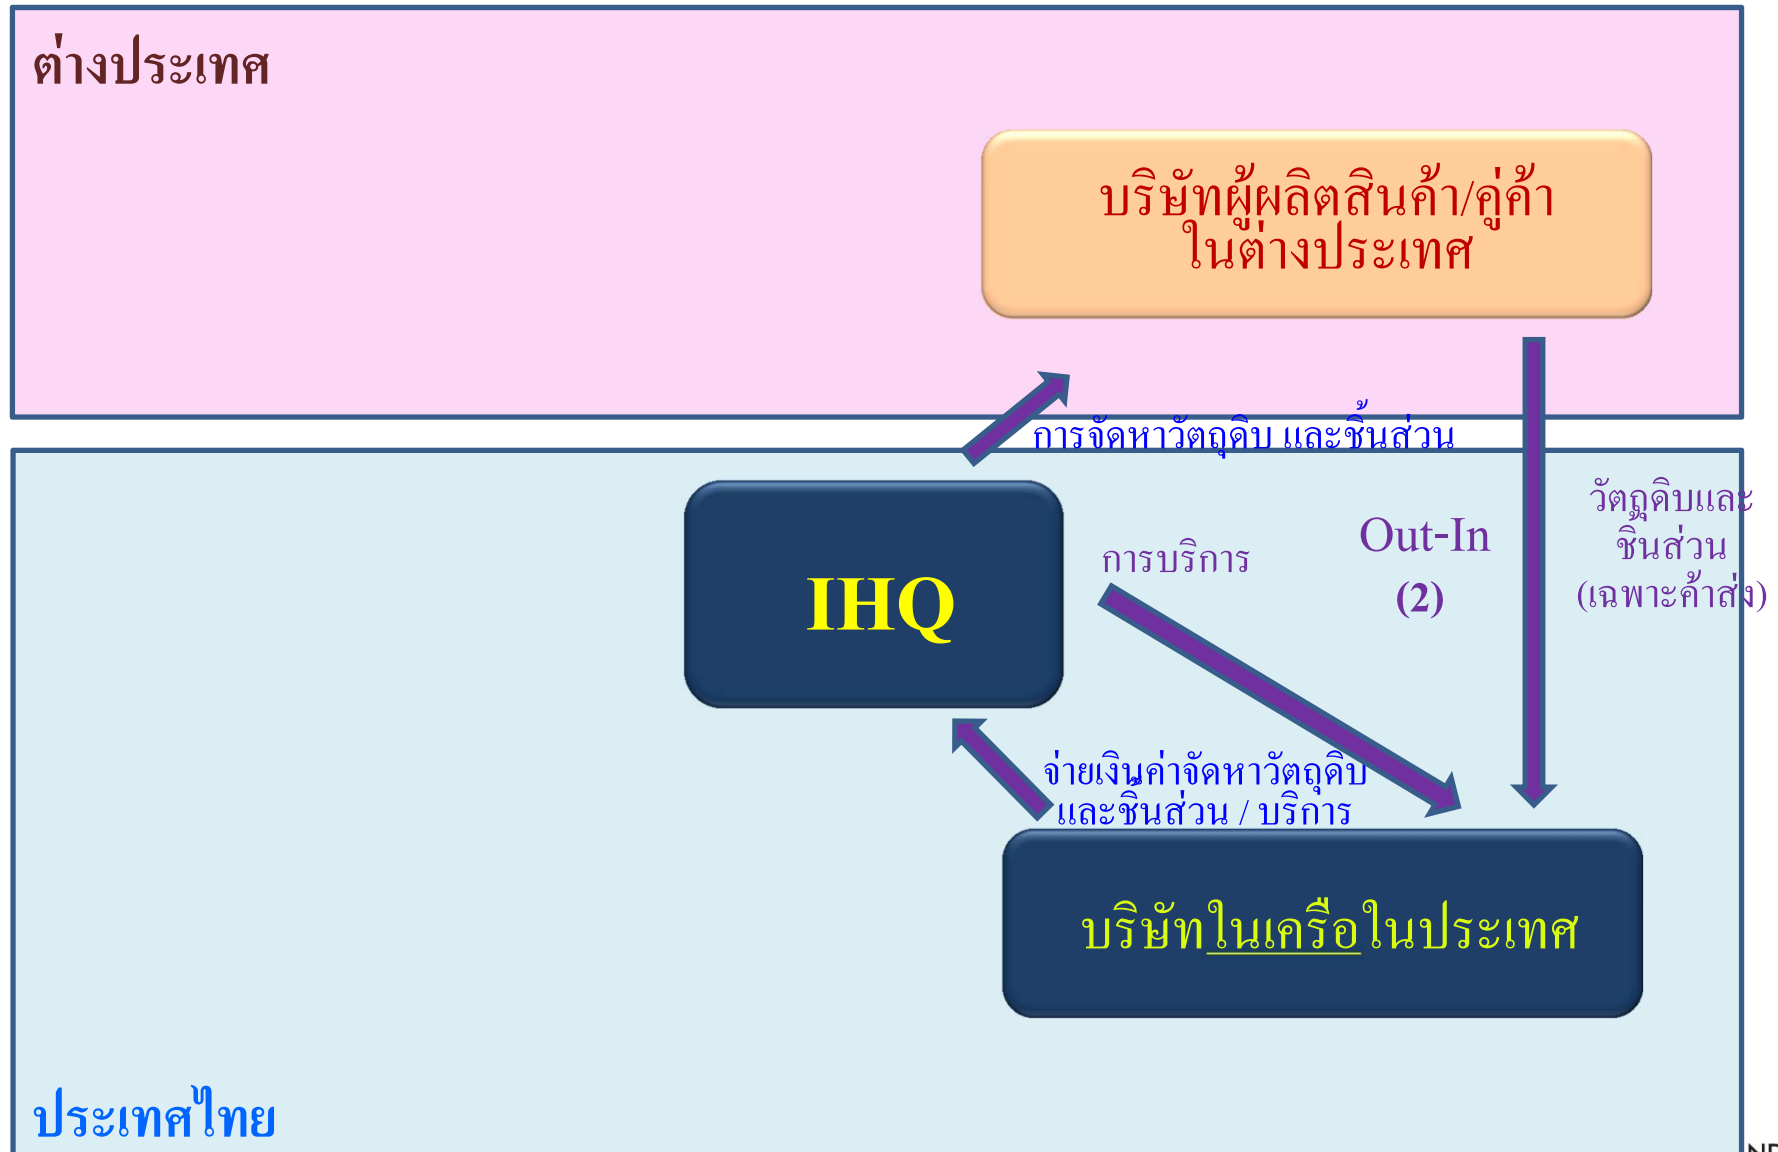 ต่างประเทศ
บริษัทผู้ผลิตสินค้า/คู่ค้า
ในต่างประเทศ
การจัดหาวัตถุดิบ และชิ้นส่วน
IHQ
การบริการ
Out-In
(2)
วัตถุดิบและ
ชิ้นส่วน
(เฉพาะค้าส่ง)
จ่ายเงินค่าจัดหาวัตถุดิบ
และชิ้นส่วน / บริการ
บริษัทในเครือในประเทศ
ประเทศไทย